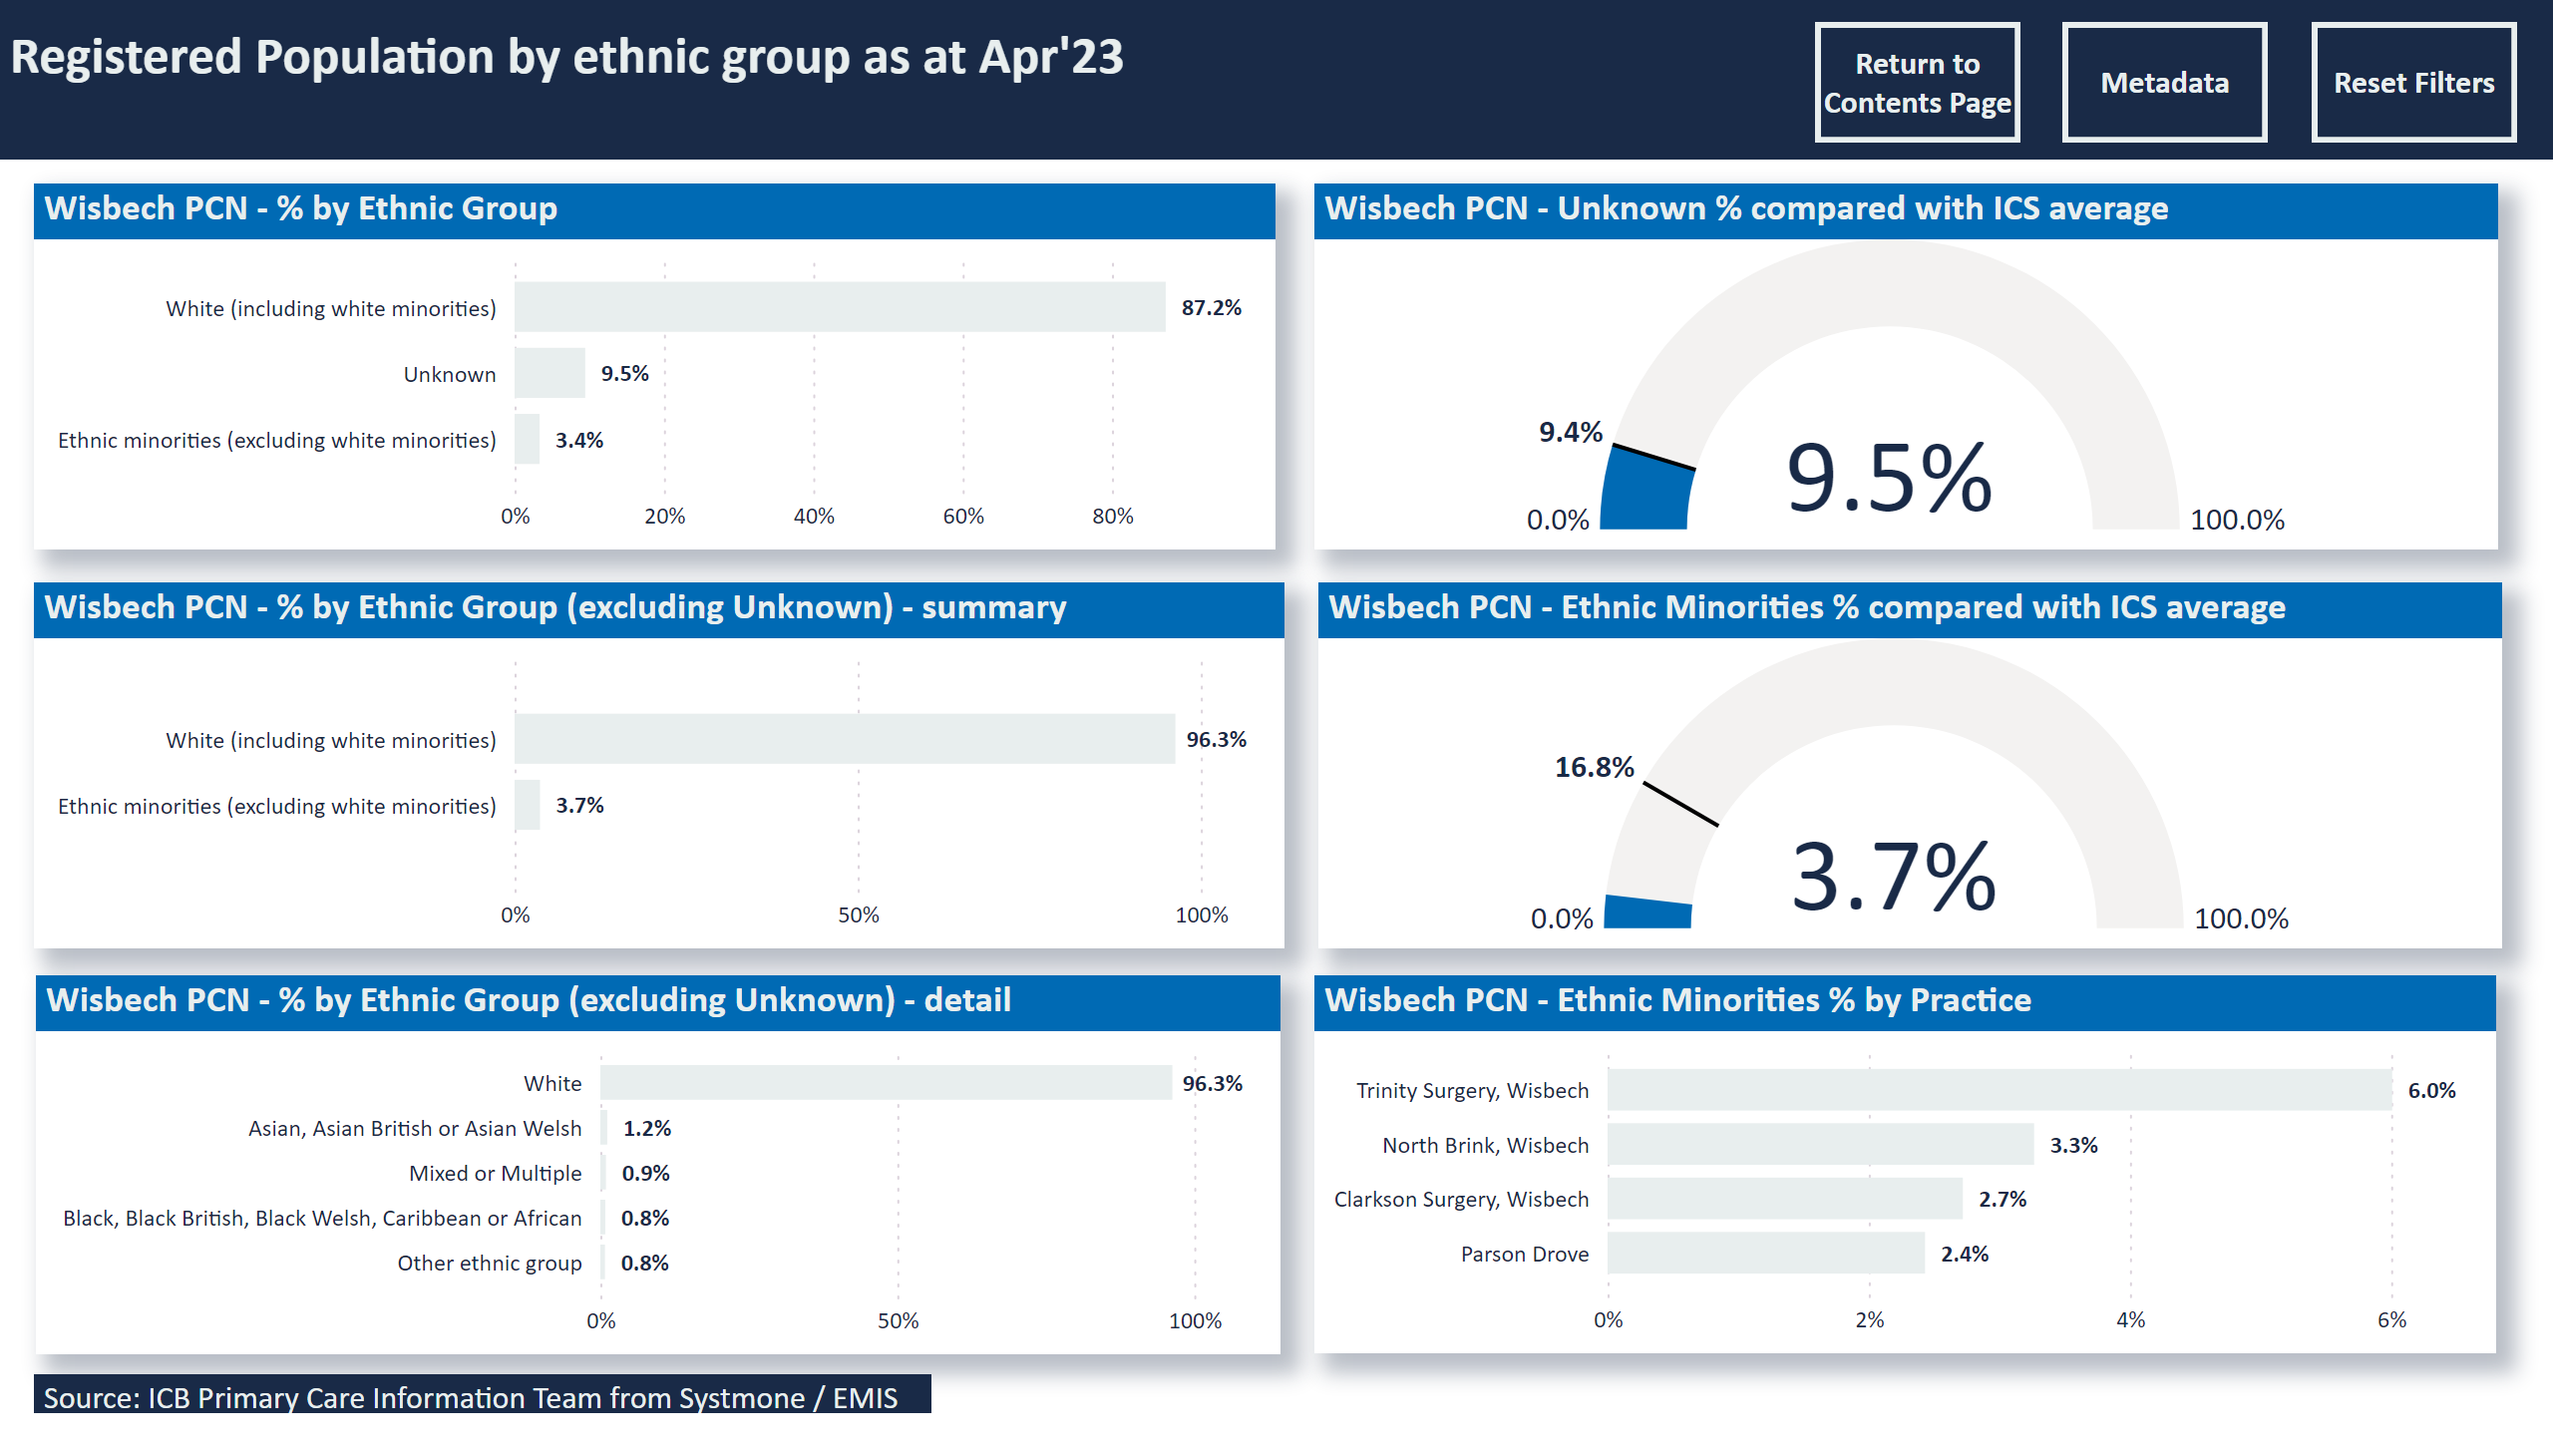 Registered Population by ethnic group as at Apr'23
Return to
Contents Page
Metadata
Reset Filters
Wisbech PCN - % by Ethnic Group
White (including white minorities)
87.2%
Unknown
9.5%
Ethnic minorities (excluding white minorities)
3.4%
0%
20%
40%
60%
80%
Wisbech PCN - Unknown % compared with ICS average
9.4%
9.5%
0.0%
100.0%
Wisbech PCN - % by Ethnic Group (excluding Unknown) - summary
White (including white minorities)
96.3%
Ethnic minorities (excluding white minorities)
3.7%
0%
50%
100%
Wisbech PCN - Ethnic Minorities % compared with ICS average
16.8%
3.7%
0.0%
100.0%
Wisbech PCN - % by Ethnic Group (excluding Unknown) - detail
White
96.3%
Asian, Asian British or Asian Welsh
1.2%
Mixed or Multiple
0.9%
Black, Black British, Black Welsh, Caribbean or African
0.8%
Other ethnic group
0.8%
0%
50%
100%
Wisbech PCN - Ethnic Minorities % by Practice
Trinity Surgery, Wisbech
6.0%
North Brink, Wisbech
3.3%
Clarkson Surgery, Wisbech
2.7%
Parson Drove
2.4%
0%
2%
4%
6%
Source: ICB Primary Care Information Team from Systmone / EMIS